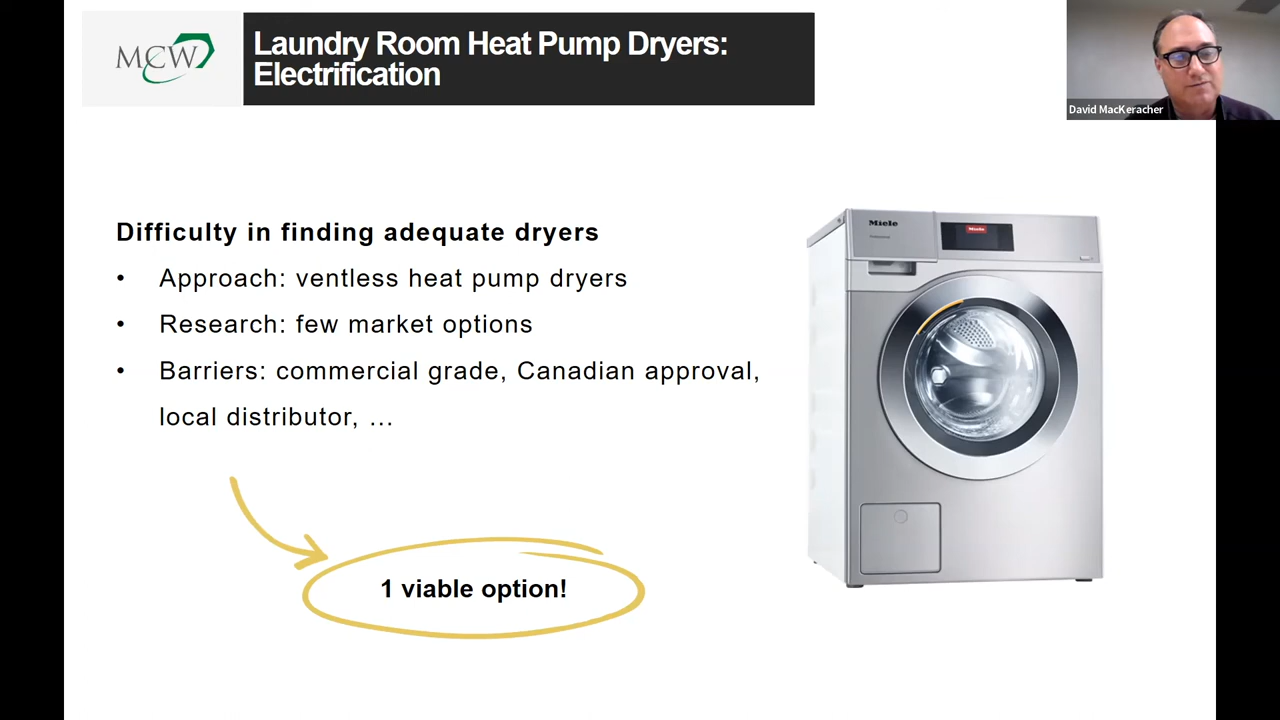 MCW
Laundry Room Heat Pump Dryers:
Electrification
David MacKeracher
Difficulty in finding adequate dryers
• Approach: ventless heat pump dryers
• Research: few market options
• Barriers: commercial grade, Canadian approval,
local distributor, ...
1 viable option!
Miele
Miele